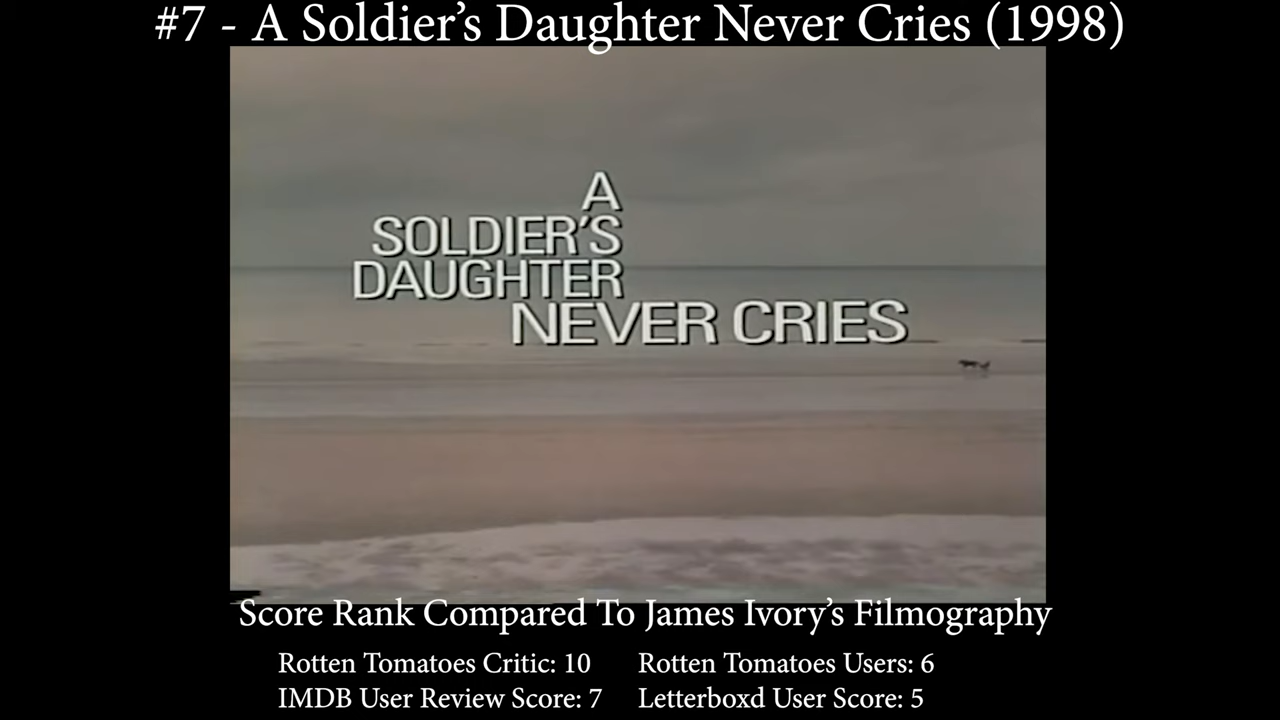 #7 - A Soldier’s Daughter Never Cries (1998)
A
SOLDIER'S
DAUGHTER
NEVER CRIES
Score Rank Compared To James Ivory’s Filmography
Rotten Tomatoes Critic: 10 Rotten Tomatoes Users: 6
IMDB User Review Score: 7 Letterboxd User Score: 5